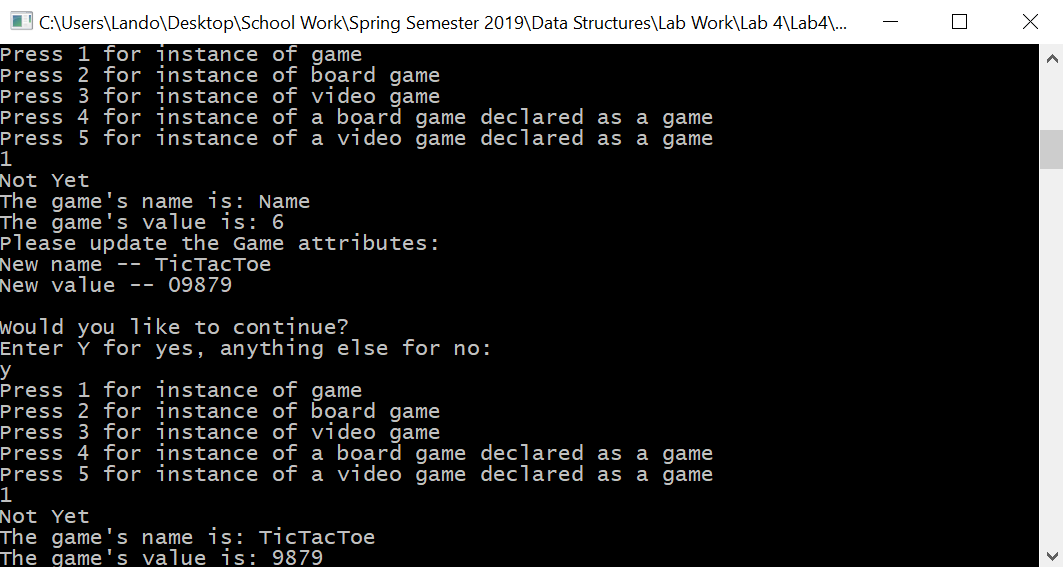 C:\Users\Lando\Desktop\School Work\Spring Semester 2019\Data Structures\Lab Work\Lab 4\Lab4\...
Press 1 for instance of game
Press 2 for instance of board game
Press 3 for instance of video game
Press 4 for instance of a board game declared as a game
Press 5 for instance of a video game declared as a game
1
Not Yet
The game's name is: Name
The game's value is: 6
Please update the Game attributes:
New name -- TicTacToe
New value -- 09879
Would you like to continue?
Enter Y for yes, anything else for no:
y
Press 1 for instance of game
Press 2 for instance of board game
Press 3 for instance of video game
Press 4 for instance of a board game declared as a game
Press 5 for instance of a video game declared as a game
1
Not Yet
The game's name is: TicTacToe
The game's value is: 9879